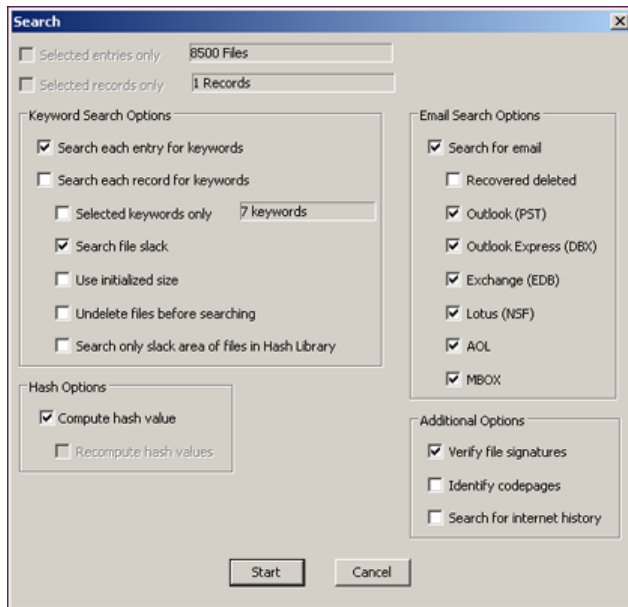 Search
Selected entries only 8500 Files
Selected records only 1 Records
Keyword Search Options
Search each entry for keywords
Search each record for keywords
Selected keywords only 7 keywords
Search file slack
Use initialized size
Undelete files before searching
Search only slack area of files in Hash Library
Hash Options
Compute hash value
Recompute hash values
Email Search Options
Search for email
Recovered deleted
Outlook (PST)
Outlook Express (DBX)
Exchange (EDB)
Lotus (NSF)
AOL
MBOX
Additional Options
Verify file signatures
Identify codepages
Search for internet history
Start Cancel